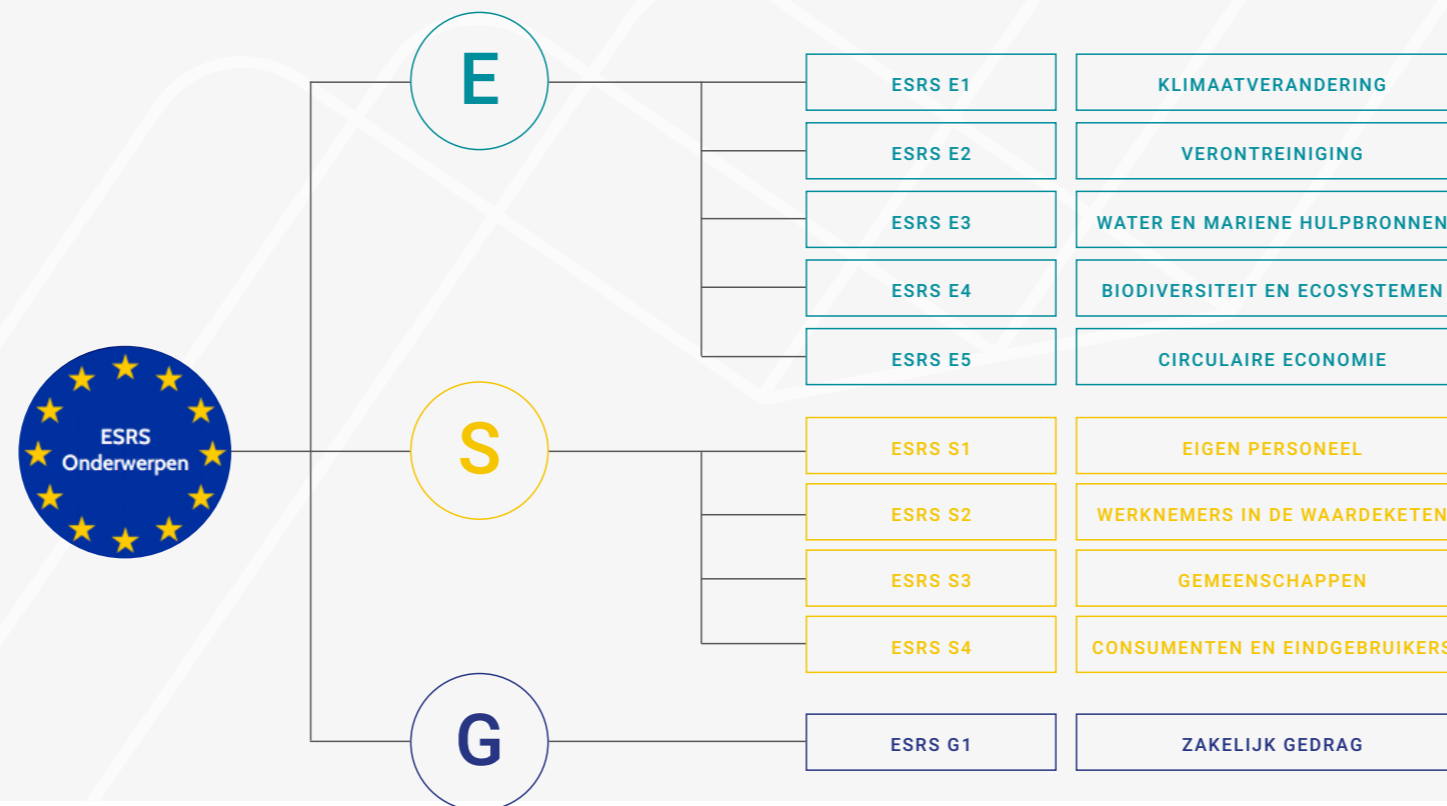 E
ESRS E1 KLIMAATVERANDERING
ESRS E2 VERONTREINIGING
ESRS E3 WATER EN MARIENE HULPBRONNEN
ESRS E4 BIODIVERSITEIT EN ECOSYSTEMEN
ESRS E5 CIRCULAIRE ECONOMIE
ESRS
Onderwerpen
S
ESRS S1 EIGEN PERSONEEL
ESRS S2 WERKNEMERS IN DE WAARDEKETEN
ESRS S3 GEMEENSCHAPPEN
ESRS S4 CONSUMENTEN EN EINDGEBRUIKERS
G
ESRS G1 ZAKELIJK GEDRAG